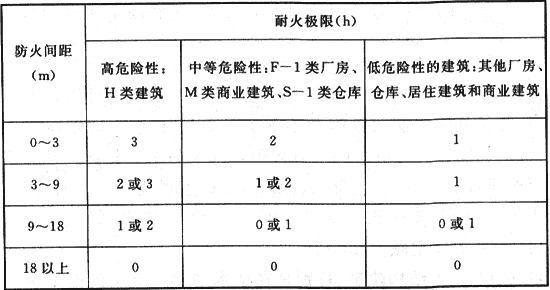 防火间距
(m)
耐火极限(h)
高危险性:
H 类建筑
中等危险性:F—1 类厂房、
M 类商业建筑、S—1 类仓库
低危险性的建筑:其他厂房、
仓库、居住建筑和商业建筑
0～3 3 2 1
3～9 2 或 3 1 或 2 1
9～18 1 或 2 0 或 1 0 或 1
18 以上 0 0 0